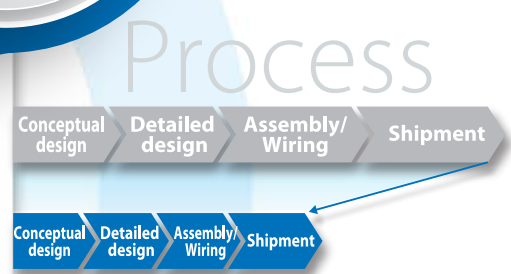 Process
Conceptual
design
Detailed
design
Assembly/
Wiring
Shipment
Conceptual
design
Detailed
design
Assembly/
Wiring
Shipment